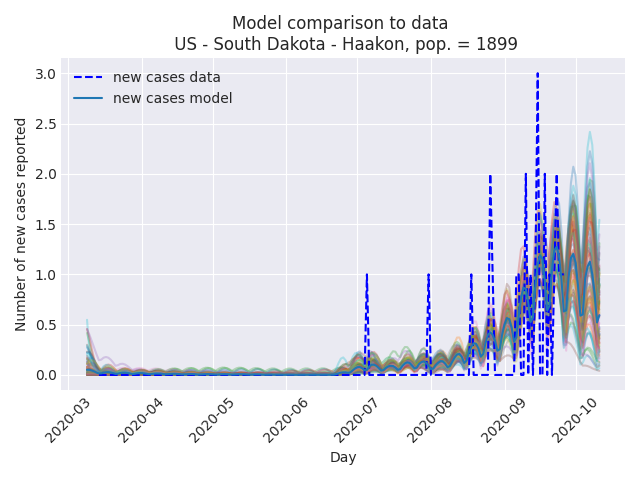 Model comparison to data
US - South Dakota - Haakon, pop. = 1899
new cases data
new cases model
Number of new cases reported
3.0
2.5
2.0
1.5
1.0
0.5
0.0
2020-03
2020-04
2020-05
2020-06
2020-07
2020-08
2020-09
2020-10
Day